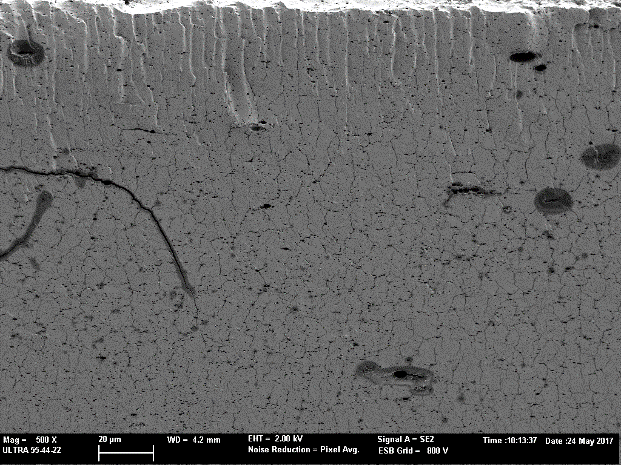 Mag = 500 X
ULTRA 55-44-22
20 µm
WD = 4.2 mm
EHT = 2.00 kV
Noise Reduction = Pixel Avg.
Signal A = SE2
ESB Grid = 800 V
Time :10:13:37
Date :24 May 2017